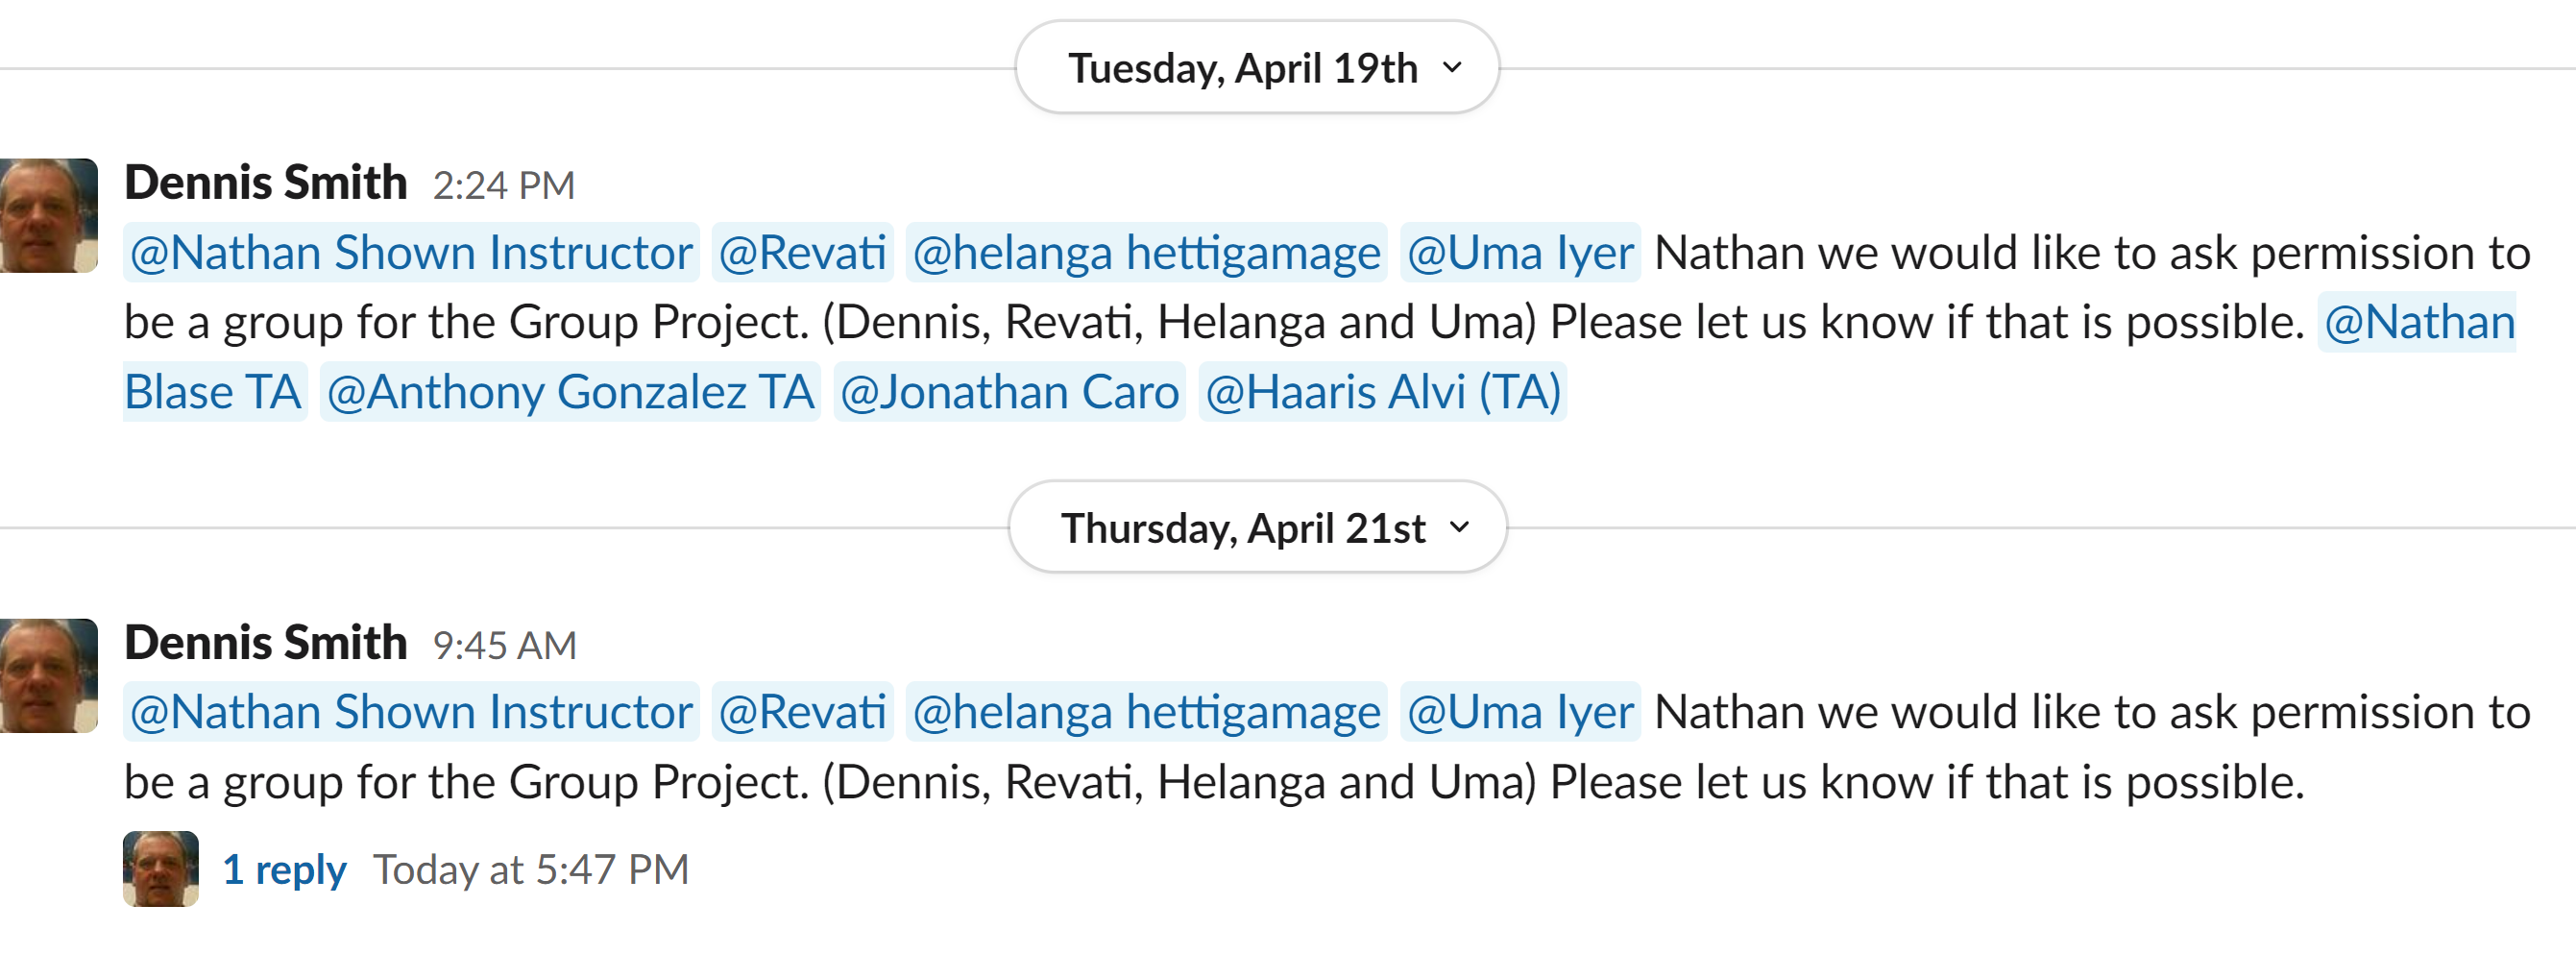 Tuesday, April 19th
Dennis Smith 2:24 PM
@Nathan Shown Instructor @Revati @helanga hettigamage @Uma Iyer Nathan we would like to ask permission to
be a group for the Group Project. (Dennis, Revati, Helanga and Uma) Please let us know if that is possible. @Nathan
Blase TA @Anthony Gonzalez TA @Jonathan Caro @Haaris Alvi (TA)
Thursday, April 21st
Dennis Smith 9:45 AM
@Nathan Shown Instructor @Revati @helanga hettigamage @Uma Iyer Nathan we would like to ask permission to
be a group for the Group Project. (Dennis, Revati, Helanga and Uma) Please let us know if that is possible.
1 reply Today at 5:47 PM